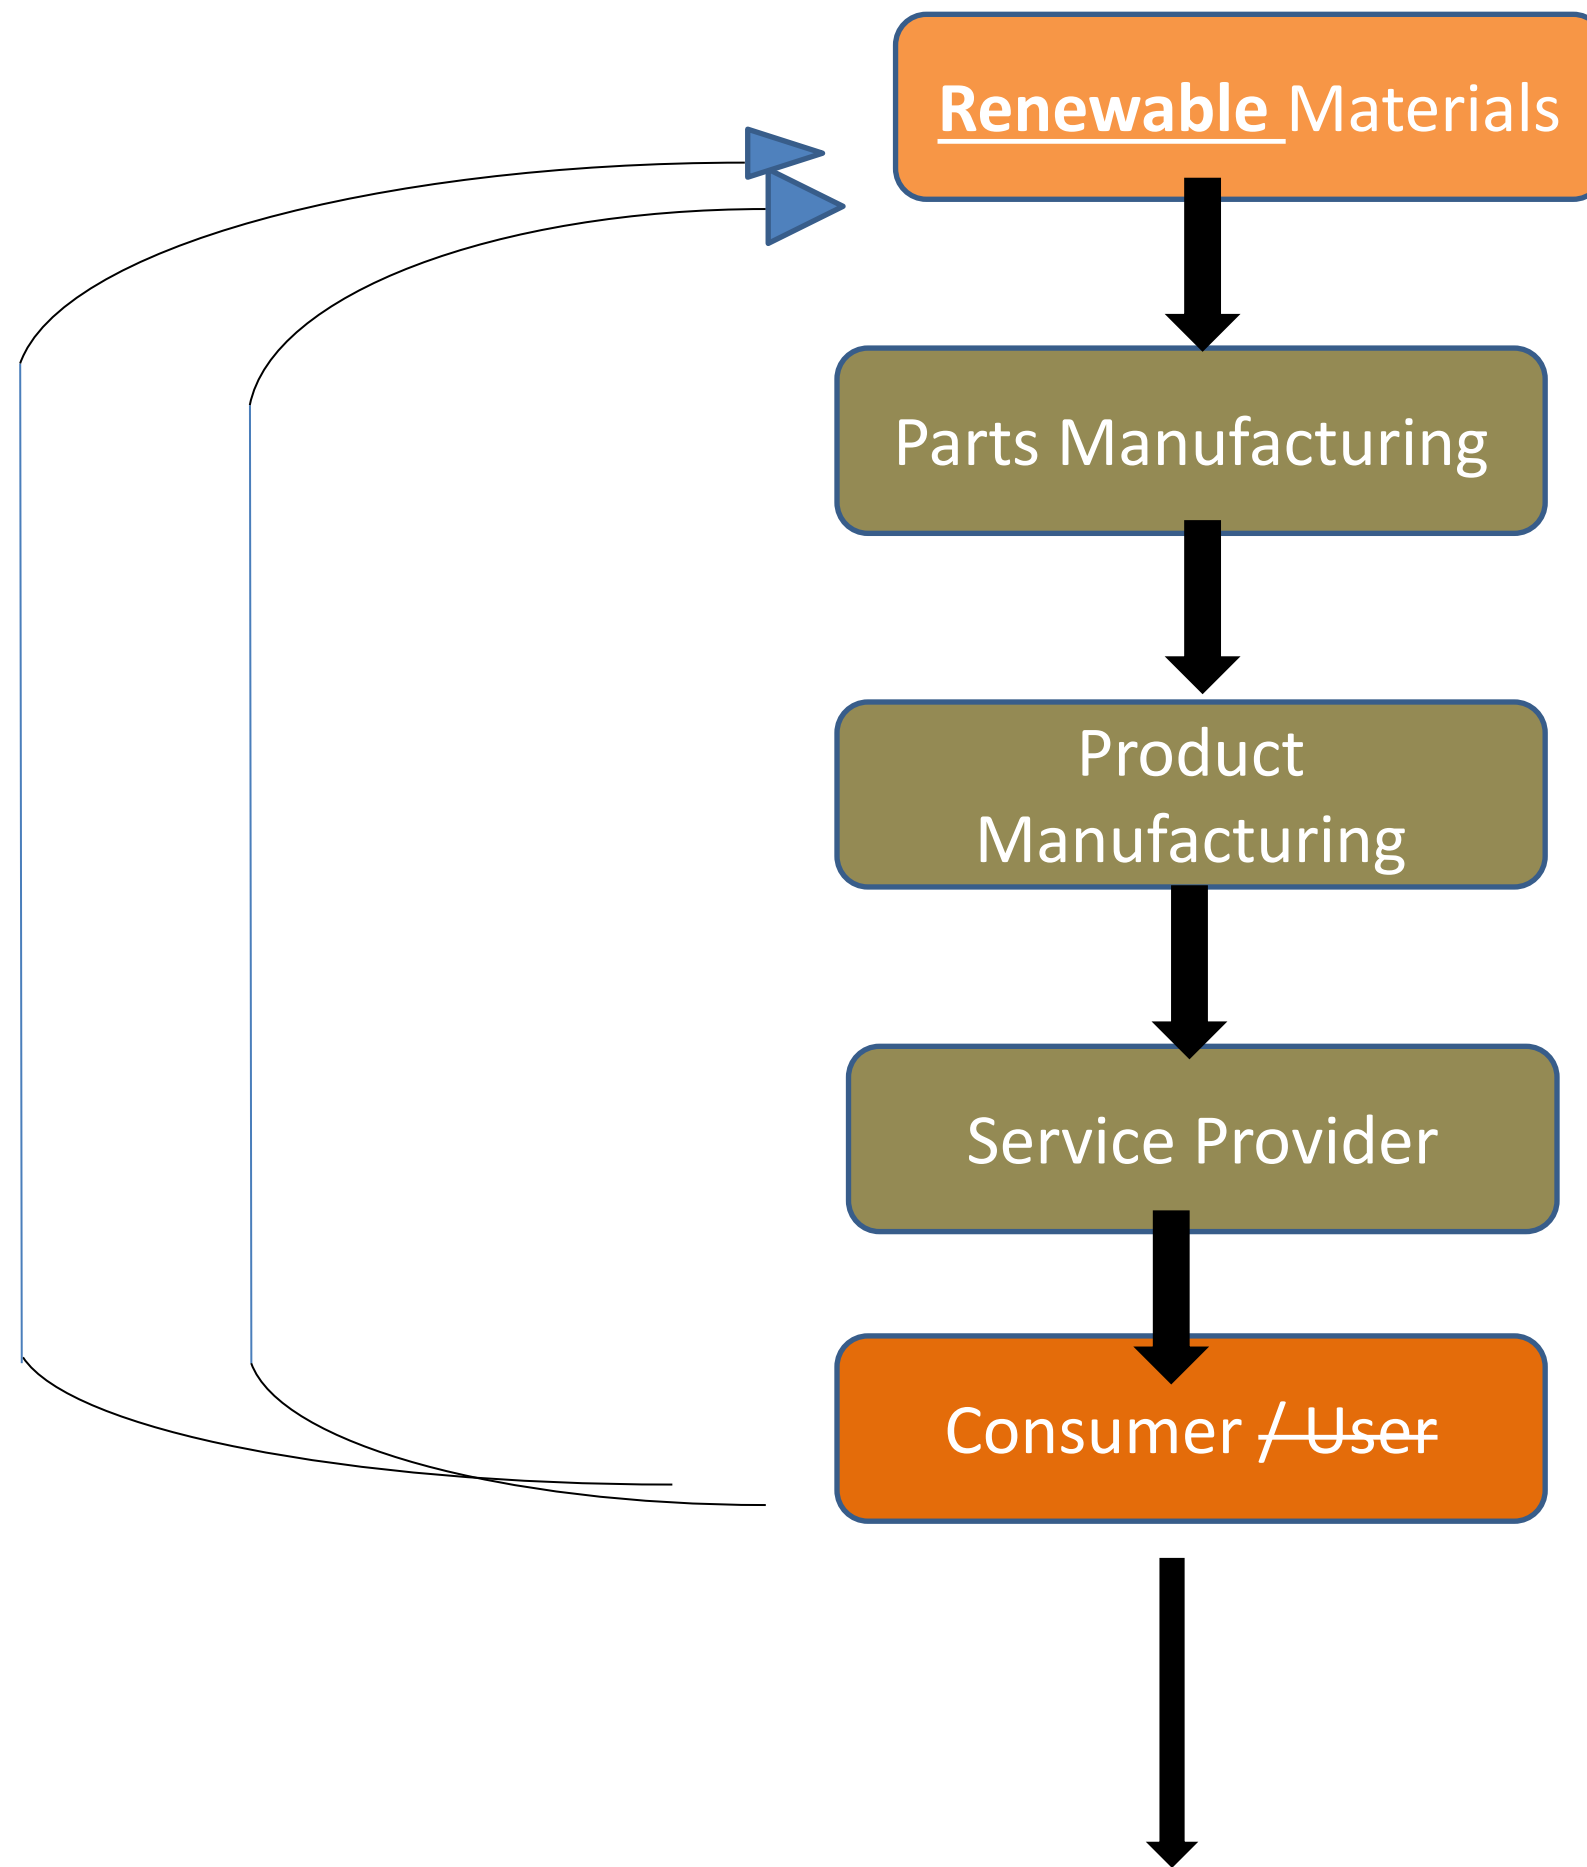 Renewable Materials
Parts Manufacturing
Product
Manufacturing
Service Provider
Consumer / User